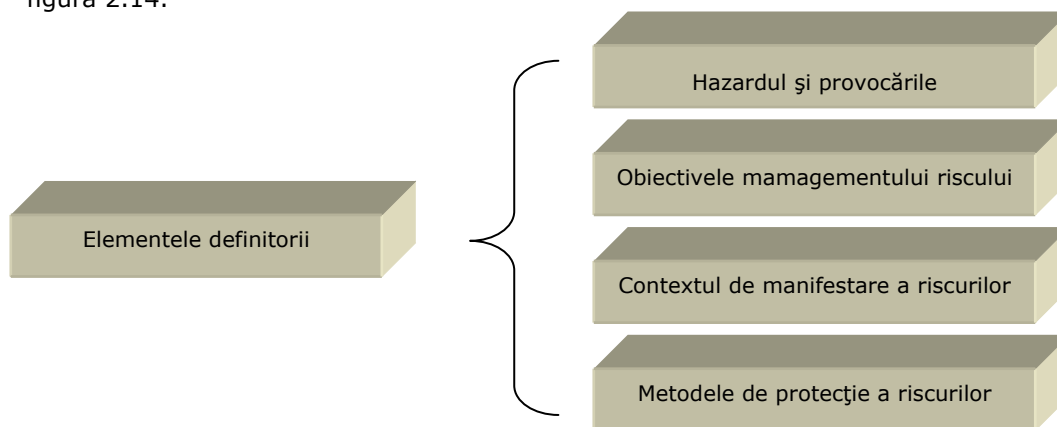 figura 2.14.
Hazardul şi provocările
Obiectivele mamagementului riscului
Elementele definitorii
Contextul de manifestare a riscurilor
Metodele de protecţie a riscurilor